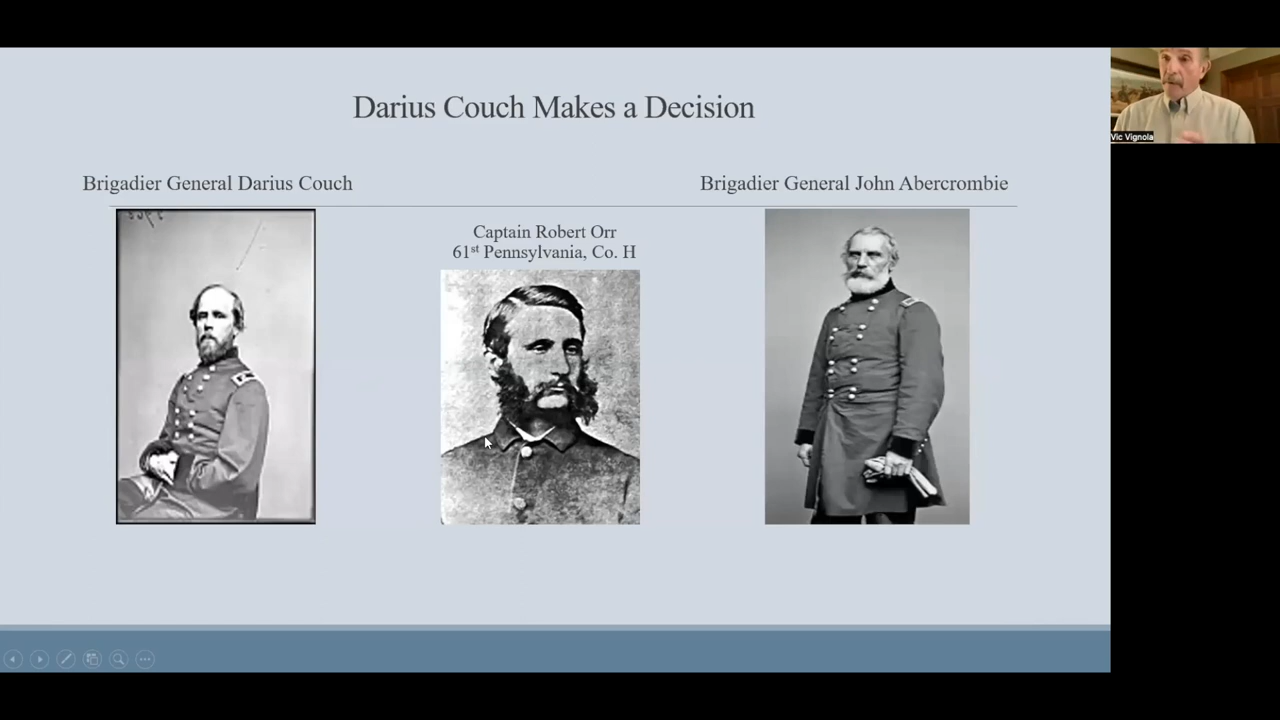 Darius Couch Makes a Decision
Brigadier General Darius Couch
Brigadier General John Abercrombie
Captain Robert Orr
61st Pennsylvania, Co. H
Vic Vignola